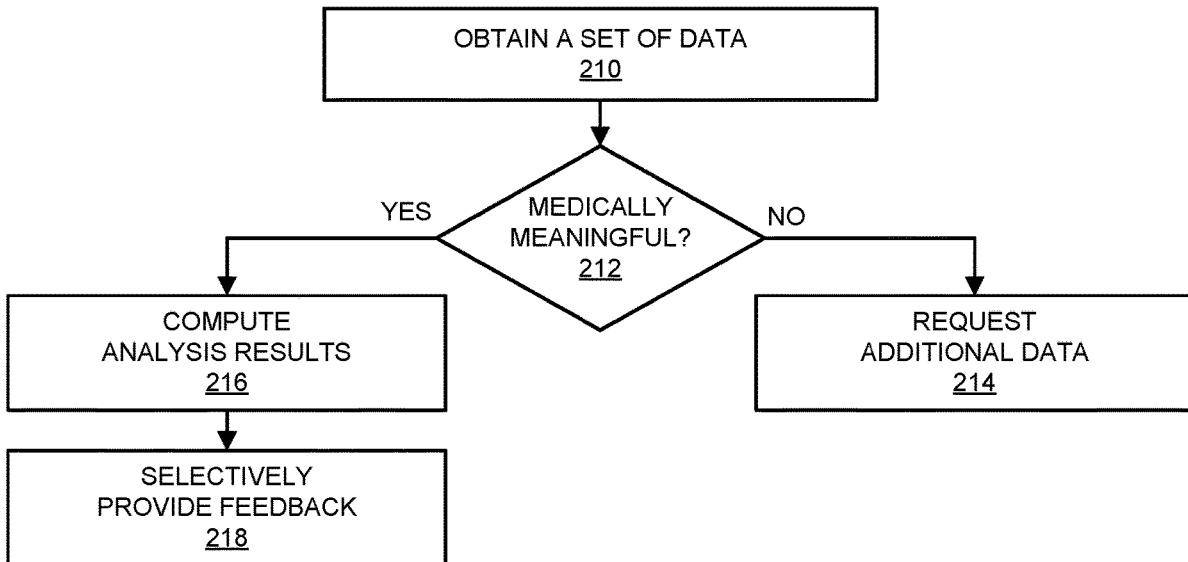 OBTAIN A SET OF DATA
210
YES
MEDICALLY
MEANINGFUL?
212
NO
COMPUTE
ANALYSIS RESULTS
216
REQUEST
ADDITIONAL DATA
214
SELECTIVELY
PROVIDE FEEDBACK
218